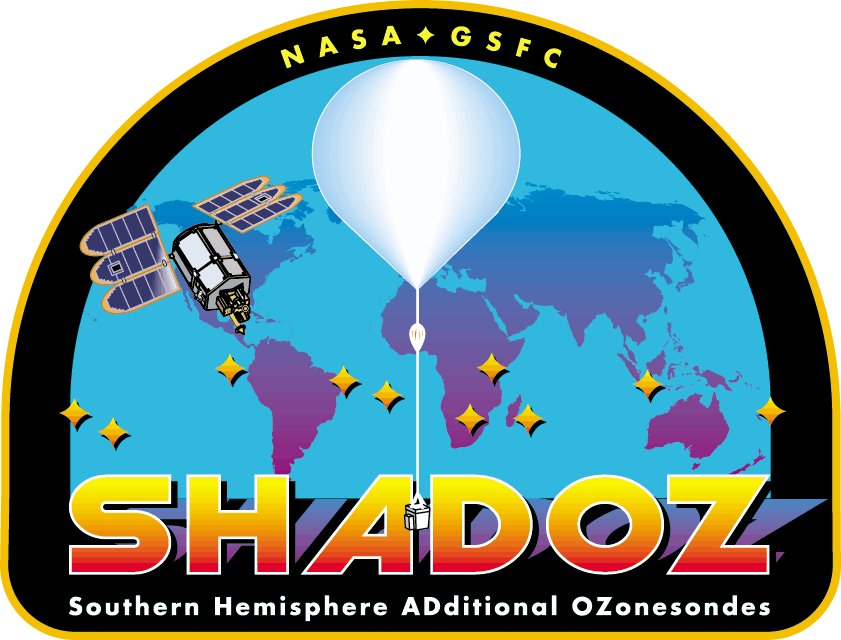 NASA✦GSFC
SHADOZ
Southern Hemisphere ADditional OZonesondes